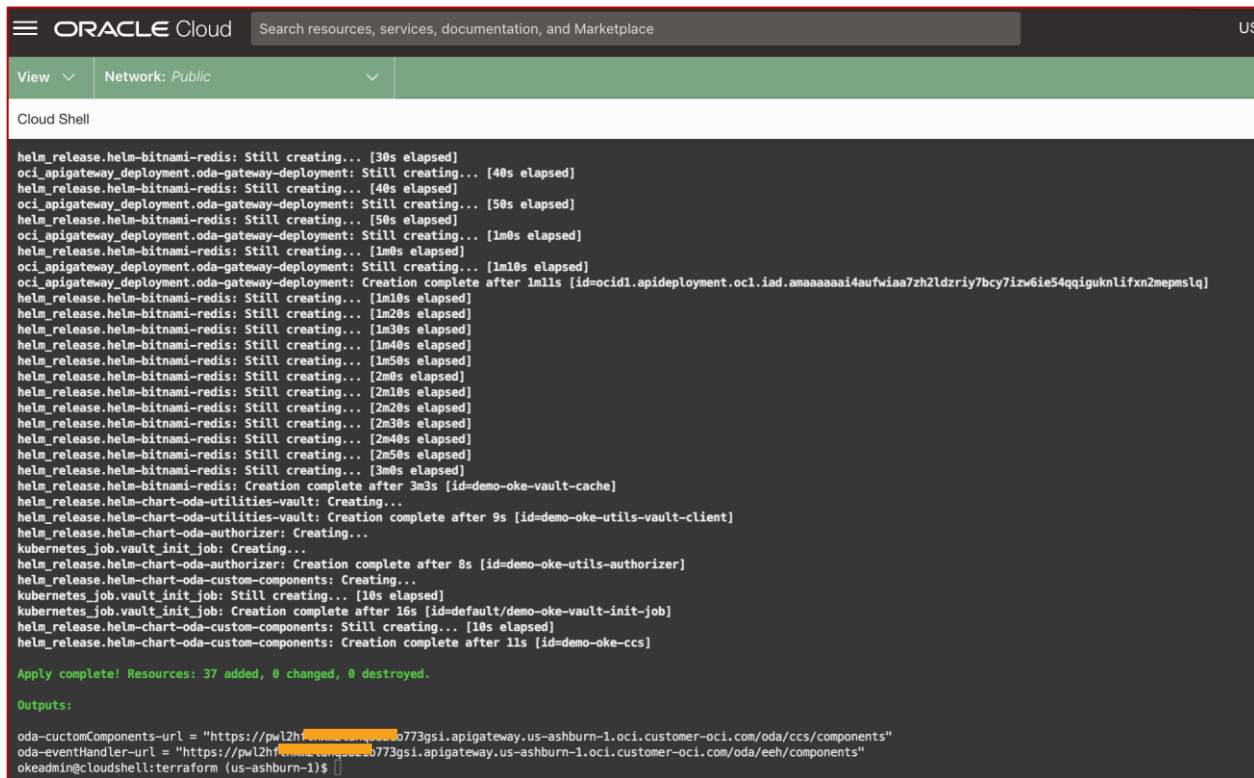 ORACLE Cloud
Search resources, services, documentation, and Marketplace
US
View
Network: Public
Cloud Shell
helm_release.helm-bitnami-redis: Still creating... [30s elapsed]
oci_apigateway_deployment.oda-gateway-deployment: Still creating... [40s elapsed]
helm_release.helm-bitnami-redis: Still creating... [40s elapsed]
oci_apigateway_deployment.oda-gateway-deployment: Still creating... [50s elapsed]
helm_release.helm-bitnami-redis: Still creating... [50s elapsed]
oci_apigateway_deployment.oda-gateway-deployment: Still creating... [1m0s elapsed]
helm_release.helm-bitnami-redis: Still creating... [1m0s elapsed]
oci_apigateway_deployment.oda-gateway-deployment: Still creating... [1m10s elapsed]
oci_apigateway_deployment.oda-gateway-deployment: Creation complete after 1m11s [id=ocid1.apideployment.oc1.iad.amaaaaaai4aufwiaa7zh2ldzriy7bcy7izw6ie54qqiguknlifxn2mepmslq]
helm_release.helm-bitnami-redis: Still creating... [1m10s elapsed]
helm_release.helm-bitnami-redis: Still creating... [1m20s elapsed]
helm_release.helm-bitnami-redis: Still creating... [1m30s elapsed]
helm_release.helm-bitnami-redis: Still creating... [1m40s elapsed]
helm_release.helm-bitnami-redis: Still creating... [1m50s elapsed]
helm_release.helm-bitnami-redis: Still creating... [2m0s elapsed]
helm_release.helm-bitnami-redis: Still creating... [2m10s elapsed]
helm_release.helm-bitnami-redis: Still creating... [2m20s elapsed]
helm_release.helm-bitnami-redis: Still creating... [2m30s elapsed]
helm_release.helm-bitnami-redis: Still creating... [2m40s elapsed]
helm_release.helm-bitnami-redis: Still creating... [2m50s elapsed]
helm_release.helm-bitnami-redis: Still creating... [3m0s elapsed]
helm_release.helm-bitnami-redis: Creation complete after 3m3s [id=demo-oke-vault-cache]
helm_release.helm-chart-oda-utilities-vault: Creating...
helm_release.helm-chart-oda-utilities-vault: Creation complete after 9s [id=demo-oke-utils-vault-client]
helm_release.helm-chart-oda-authorizer: Creating...
kubernetes_job.vault_init_job: Creating...
helm_release.helm-chart-oda-authorizer: Creation complete after 8s [id=demo-oke-utils-authorizer]
helm_release.helm-chart-oda-custom-components: Creating...
kubernetes_job.vault_init_job: Still creating... [10s elapsed]
kubernetes_job.vault_init_job: Creation complete after 16s [id=default/demo-oke-vault-init-job]
helm_release.helm-chart-oda-custom-components: Still creating... [10s elapsed]
helm_release.helm-chart-oda-custom-components: Creation complete after 11s [id=demo-oke-ccs]
Apply complete! Resources: 37 added, 0 changed, 0 destroyed.
Outputs:
oda-cuctomComponents-url = "https://pwl2hf o773gsi.apigateway.us-ashburn-1.oci.customer-oci.com/oda/ccs/components"
oda-eventHandler-url = "https://pwl2hf 773gsi.apigateway.us-ashburn-1.oci.customer-oci.com/oda/eeh/components"
okeadmin@cloudshell:terraform (us-ashburn-1)$